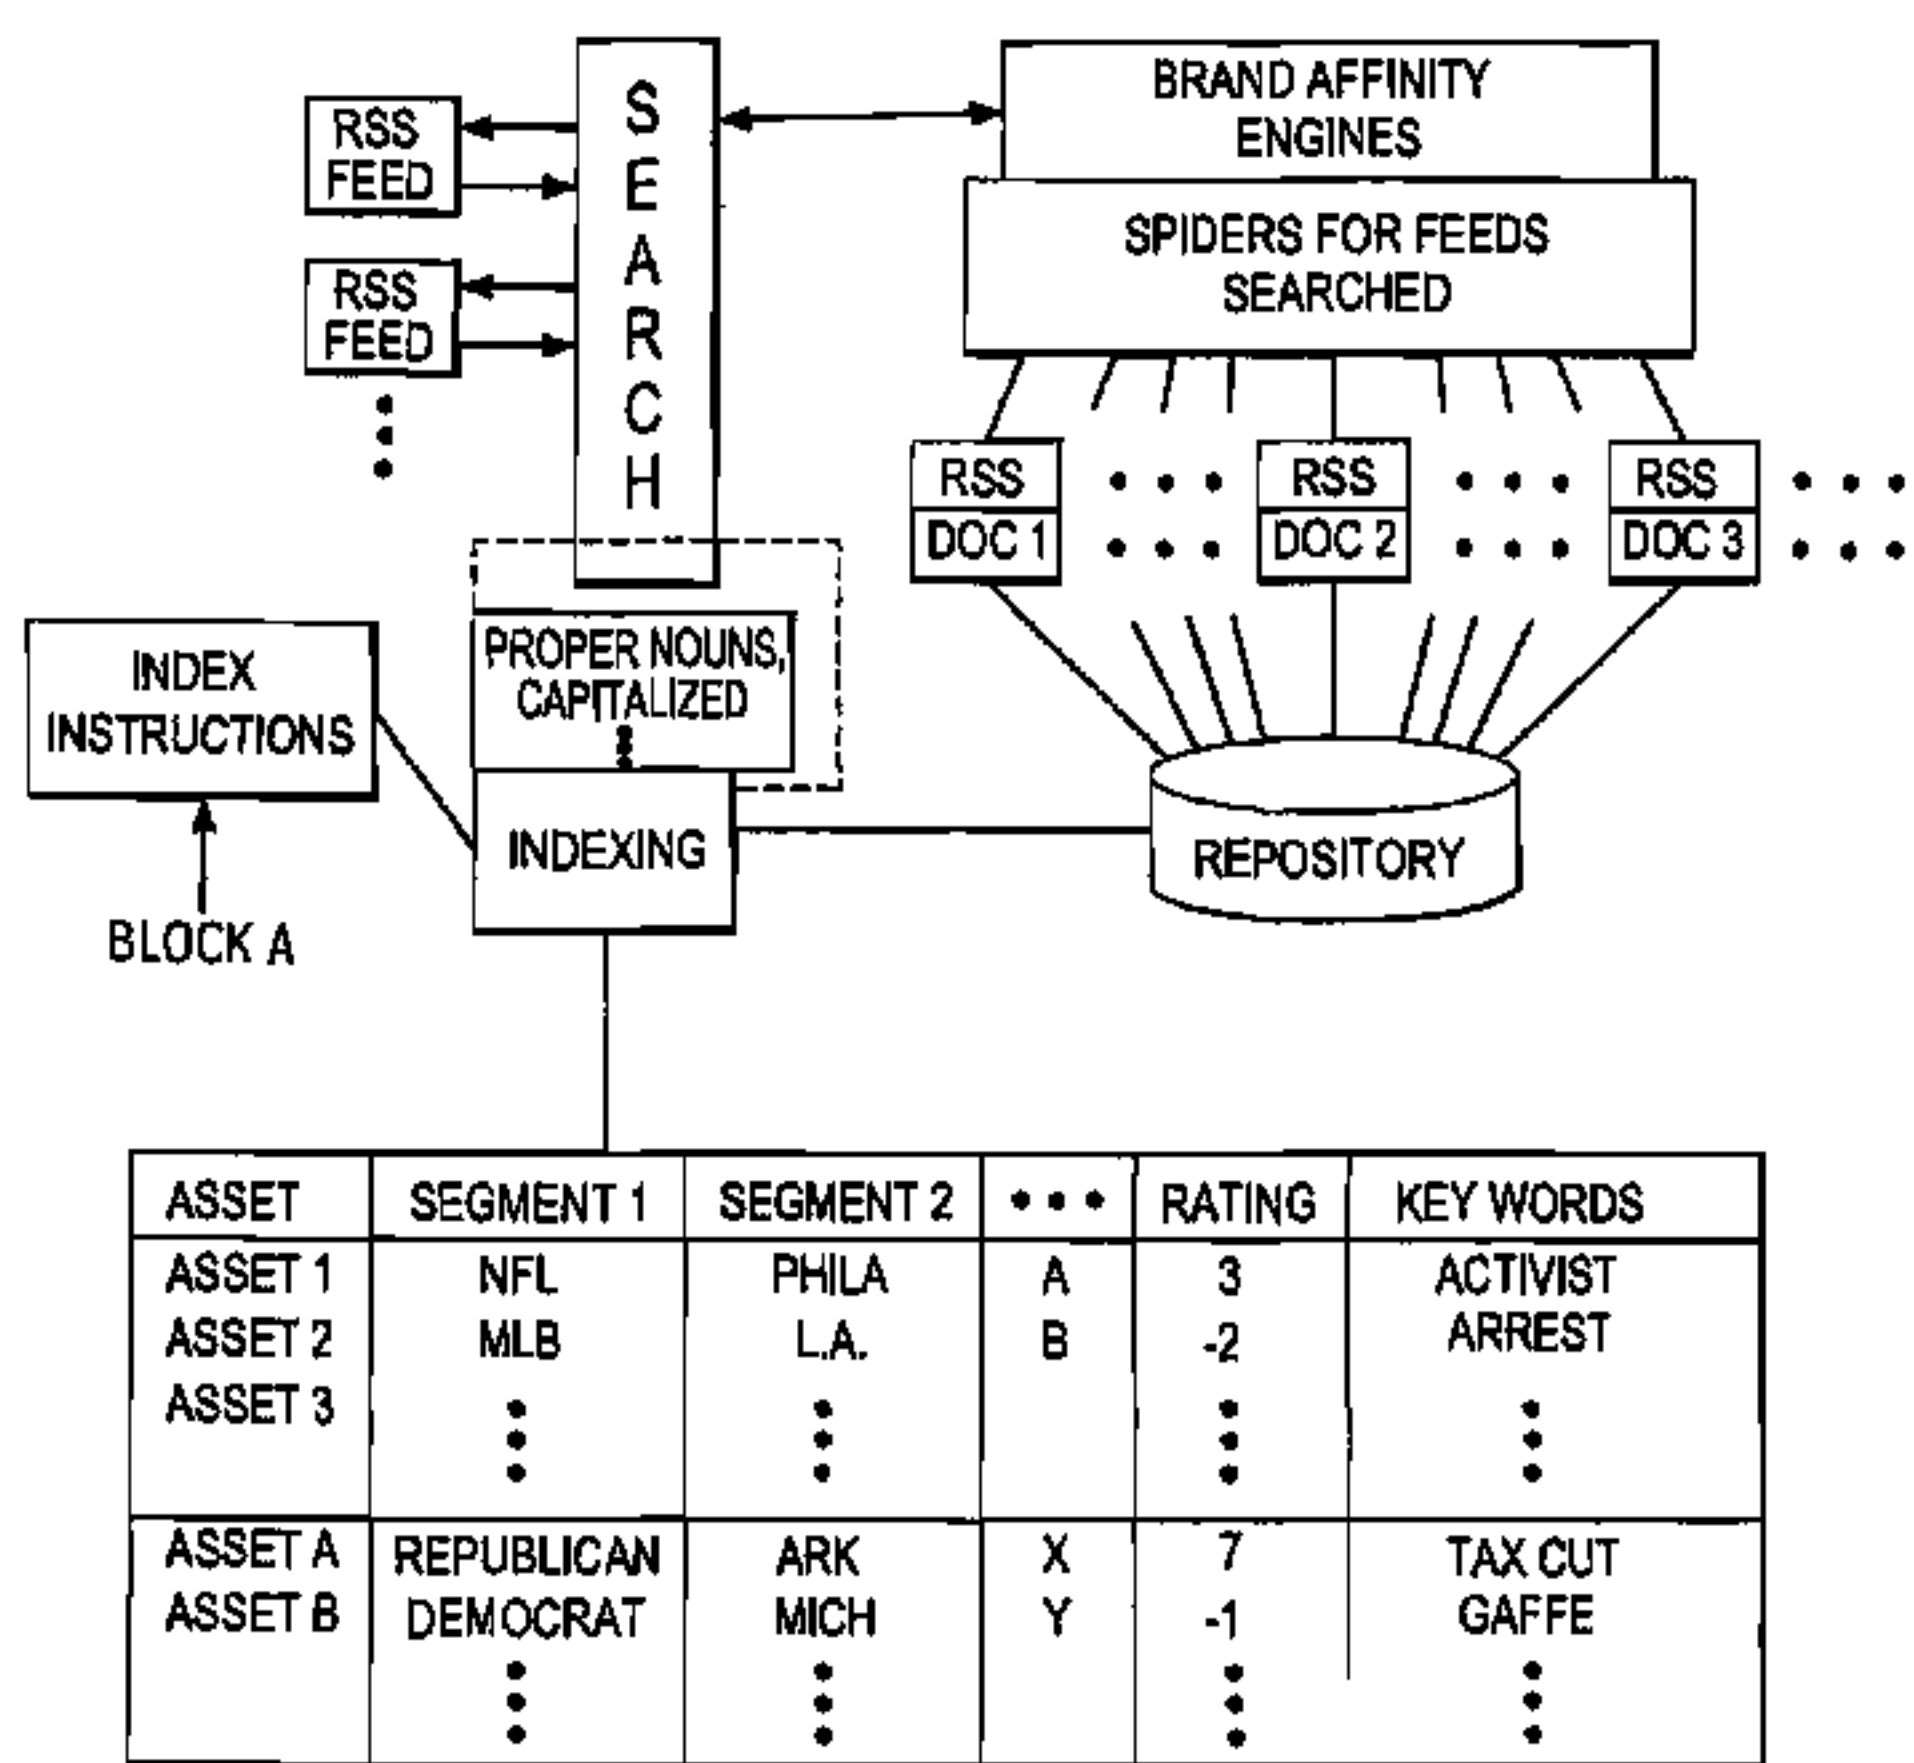 BRAND AFFINITY
ENGINES
SPIDERS FOR FEEDS
SEARCHED
SEARCH
RSS
FEED
RSS
FEED
RSS
DOC 1
RSS
DOC 2
RSS
DOC 3
INDEX
INSTRUCTIONS
BLOCK A
PROPER NOUNS,
CAPITALIZED
INDEXING
REPOSITORY
ASSET SEGMENT 1 SEGMENT 2 • • • RATING KEY WORDS
ASSET 1 NFL PHILA A 3 ACTIVIST
ASSET 2 MLB L.A. B -2 ARREST
ASSET 3
ASSET A REPUBLICAN ARK X 7 TAX CUT
ASSET B DEMOCRAT MICH Y -1 GAFFE